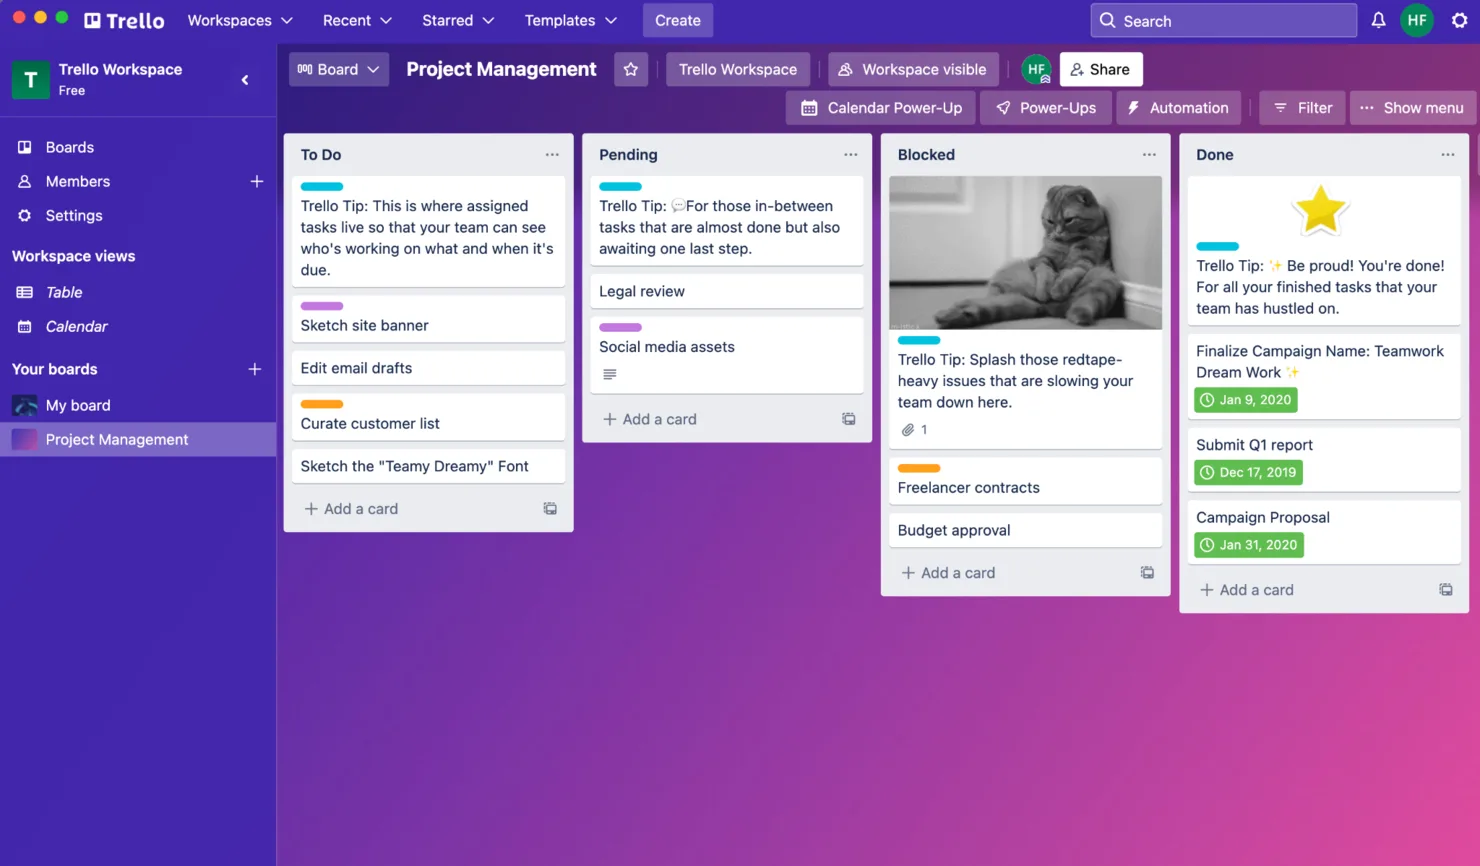 Trello
Workspaces
Recent
Starred
Templates
Create
Search
HF
T
Trello Workspace
Free
Boards
Members
Settings
Workspace views
Table
Calendar
Your boards
My board
Project Management
Board
Project Management
Trello Workspace
Workspace visible
HF
Share
Calendar Power-Up
Power-Ups
Automation
Filter
Show menu
To Do
Trello Tip: This is where assigned
tasks live so that your team can see
who's working on what and when it's
due.
Sketch site banner
Edit email drafts
Curate customer list
Sketch the "Teamy Dreamy" Font
+ Add a card
Pending
Trello Tip: 💬For those in-between
tasks that are almost done but also
awaiting one last step.
Legal review
Social media assets
+ Add a card
Blocked
Trello Tip: Splash those redtape-
heavy issues that are slowing your
team down here.
1
Freelancer contracts
Budget approval
+ Add a card
Done
Trello Tip: ✨ Be proud! You're done!
For all your finished tasks that your
team has hustled on.
Finalize Campaign Name: Teamwork
Dream Work ✨
Jan 9, 2020
Submit Q1 report
Dec 17, 2019
Campaign Proposal
Jan 31, 2020
+ Add a card